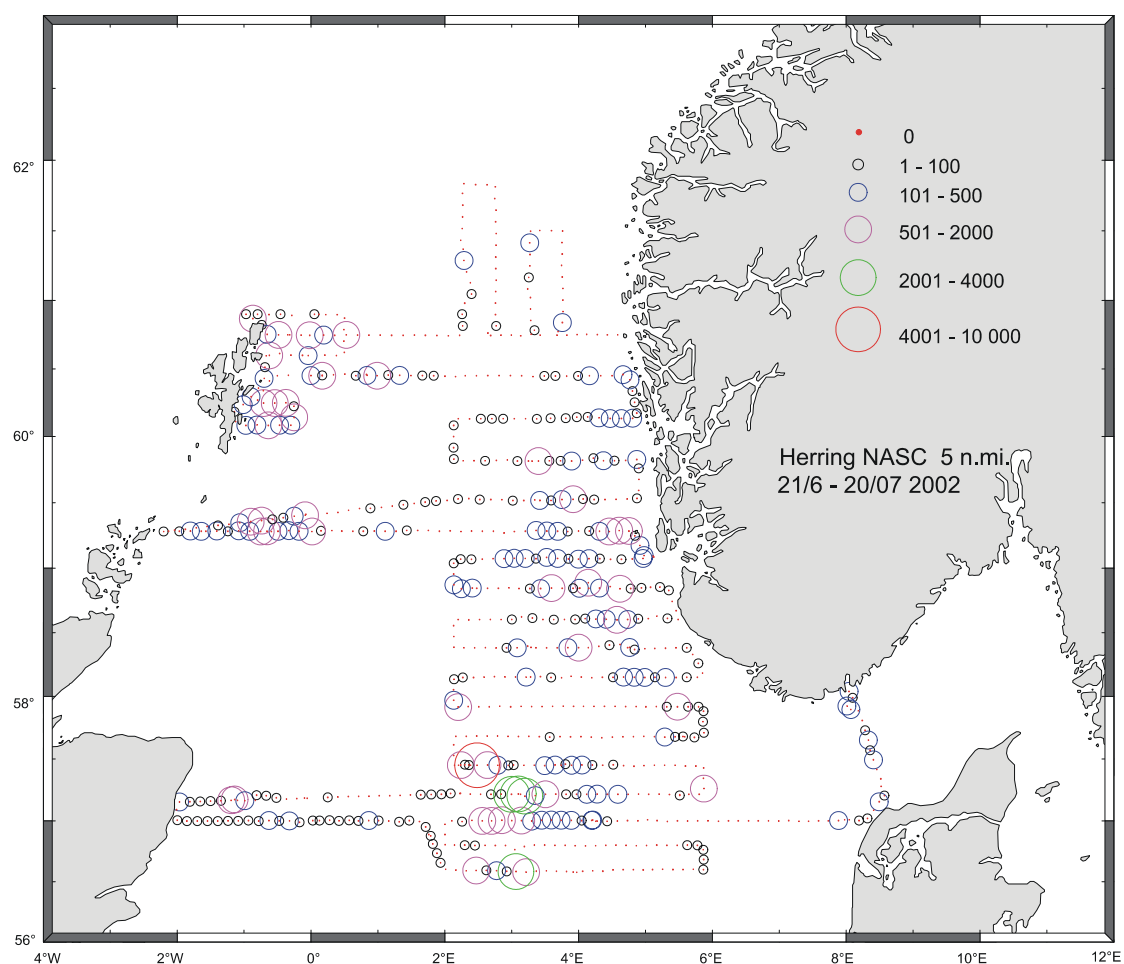 0
1 - 100
62°
101 - 500
501 - 2000
2001 - 4000
4001 - 10 000
60°
Herring NASC 5 n.mi.
21/6 - 20/07 2002
58°
56°
4°W
2°W
0°
2°E
4°E
6°E
8°E
10°E
12°E